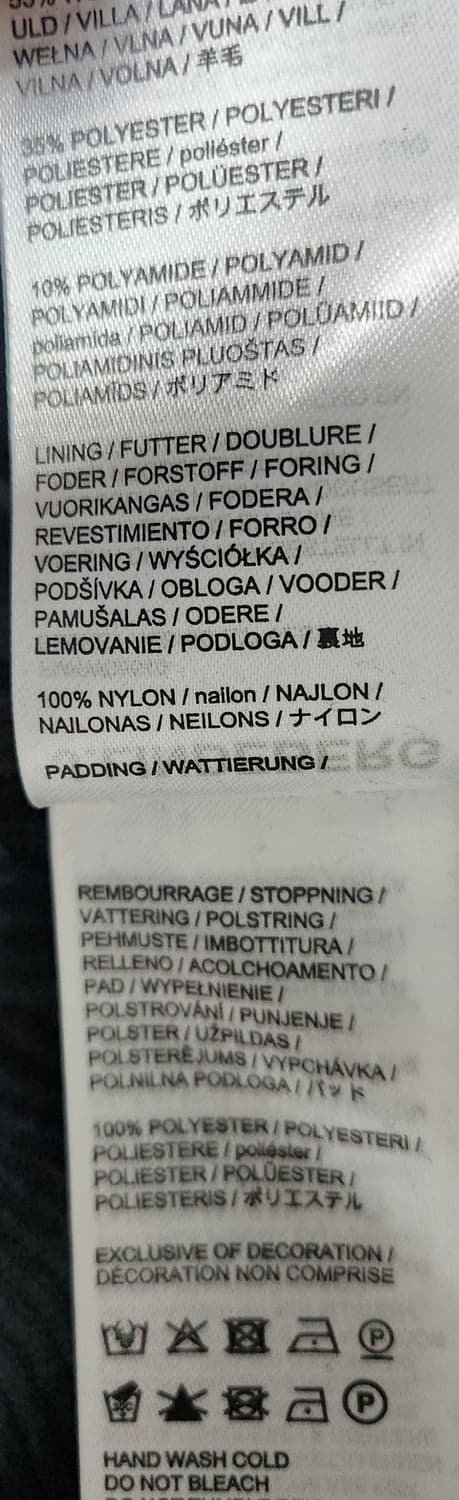 ULD / VILLA / LANA /
WEŁNA / VLNA / VUNA / VILL /
VILNA / VOLNA / 羊毛
35% POLYESTER / POLYESTERI /
POLIESTERE / poliéster /
POLIESTER / POLÜESTER /
POLIESTERIS / ポリエステル
10% POLYAMIDE / POLYAMID /
POLYAMIDI / POLIAMMIDE /
poliamida / POLIAMID / POLÜAMIID /
POLIAMIDINIS PLUOŠTAS /
POLIAMĪDS / ポリアミド
LINING / FUTTER / DOUBLURE /
FODER / FORSTOFF / FORING /
VUORIKANGAS / FODERA /
REVESTIMIENTO / FORRO /
VOERING / WYŚCIÓŁKA /
PODŠÍVKA / OBLOGA / VOODER /
PAMUŠALAS / ODERE /
LEMOVANIE / PODLOGA / 裏地
100% NYLON / nailon / NAJLON /
NAILONAS / NEILONS / ナイロン
PADDING / WATTIERUNG /
REMBOURRAGE / STOPPNING /
VATTERING / POLSTRING /
PEHMUSTE / IMBOTTITURA /
RELLENO / ACOLCHOAMENTO /
PAD / WYPEŁNIENIE /
POLSTROVÁNÍ / PUNJENJE /
POLSTER / UŽPILDAS /
POLSTERĒJUMS / VYPCHÁVKA /
POLNILNA PODLOGA / パッド
100% POLYESTER / POLYESTERI /
POLIESTERE / poliéster /
POLIESTER / POLÜESTER /
POLIESTERIS / ポリエステル
EXCLUSIVE OF DECORATION /
DÉCORATION NON COMPRISE
P
P
HAND WASH COLD
DO NOT BLEACH